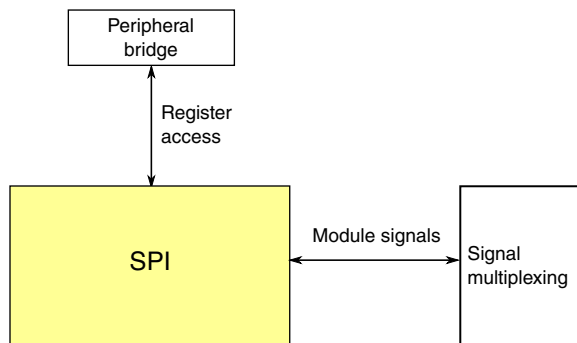 Peripheral
bridge
Register
access
SPI
Module signals
Signal
multiplexing